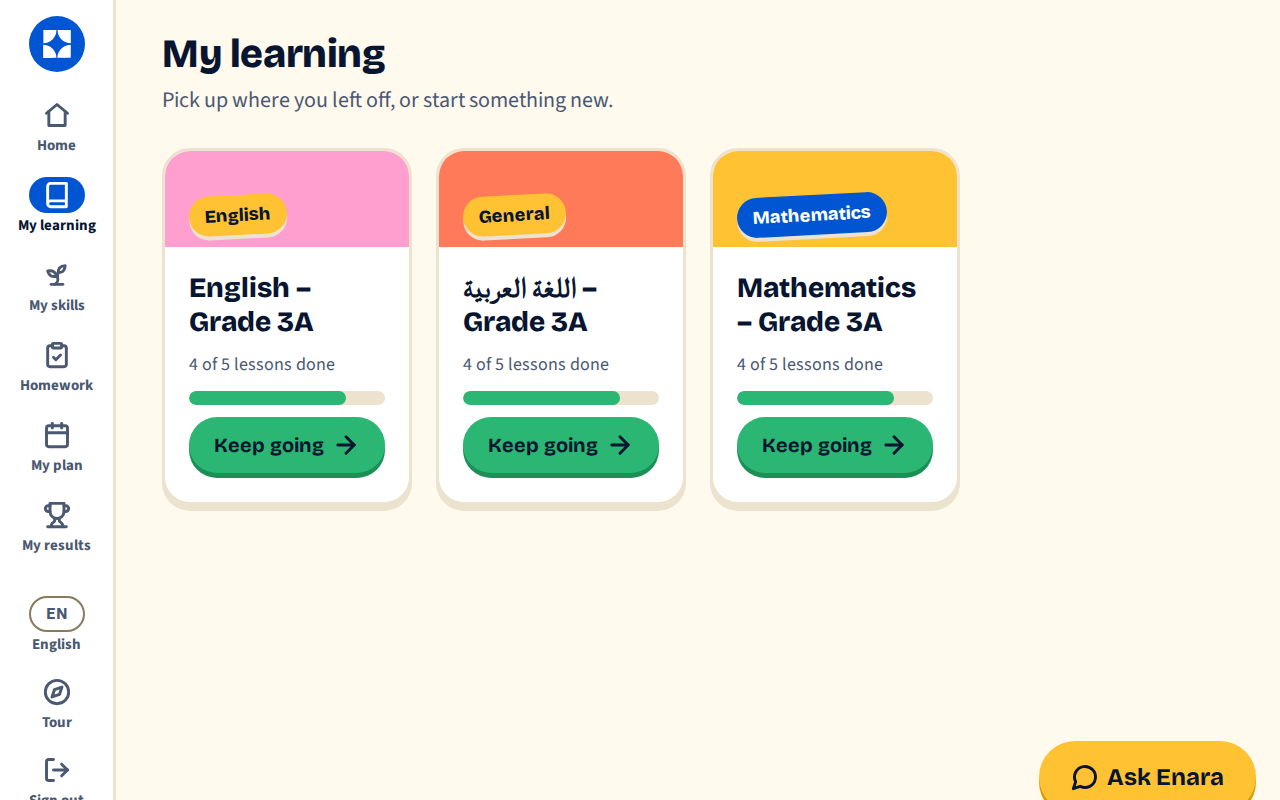 Home
My learning
My skills
Homework
My plan
My results
EN
English
Tour
Sign out
My learning
Pick up where you left off, or start something new.
English
English –
Grade 3A
4 of 5 lessons done
Keep going
General
اللغة العربية –
Grade 3A
4 of 5 lessons done
Keep going
Mathematics
Mathematics
– Grade 3A
4 of 5 lessons done
Keep going
Ask Enara